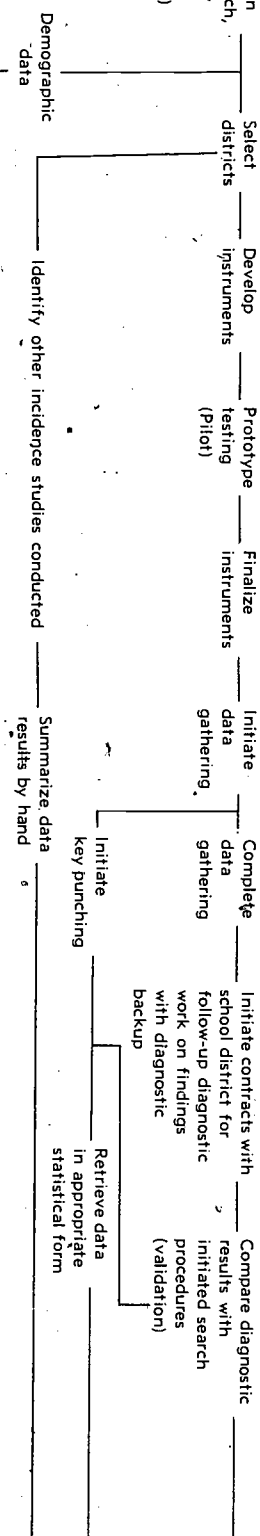 Select
districts
Develop
instruments
Prototype
testing
(Pilot)
Finalize
instruments
Initiate
data
gathering
Complete
data
gathering
Initiate contracts with
school district for
follow-up diagnostic
work on findings
with diagnostic
backup
Compare diagnostic
results with
initiated search
procedures
(validation)
Demographic
data
Initiate
key punching
Retrieve data
in appropriate
statistical form
Identify other incidence studies conducted
Summarize data
results by hand